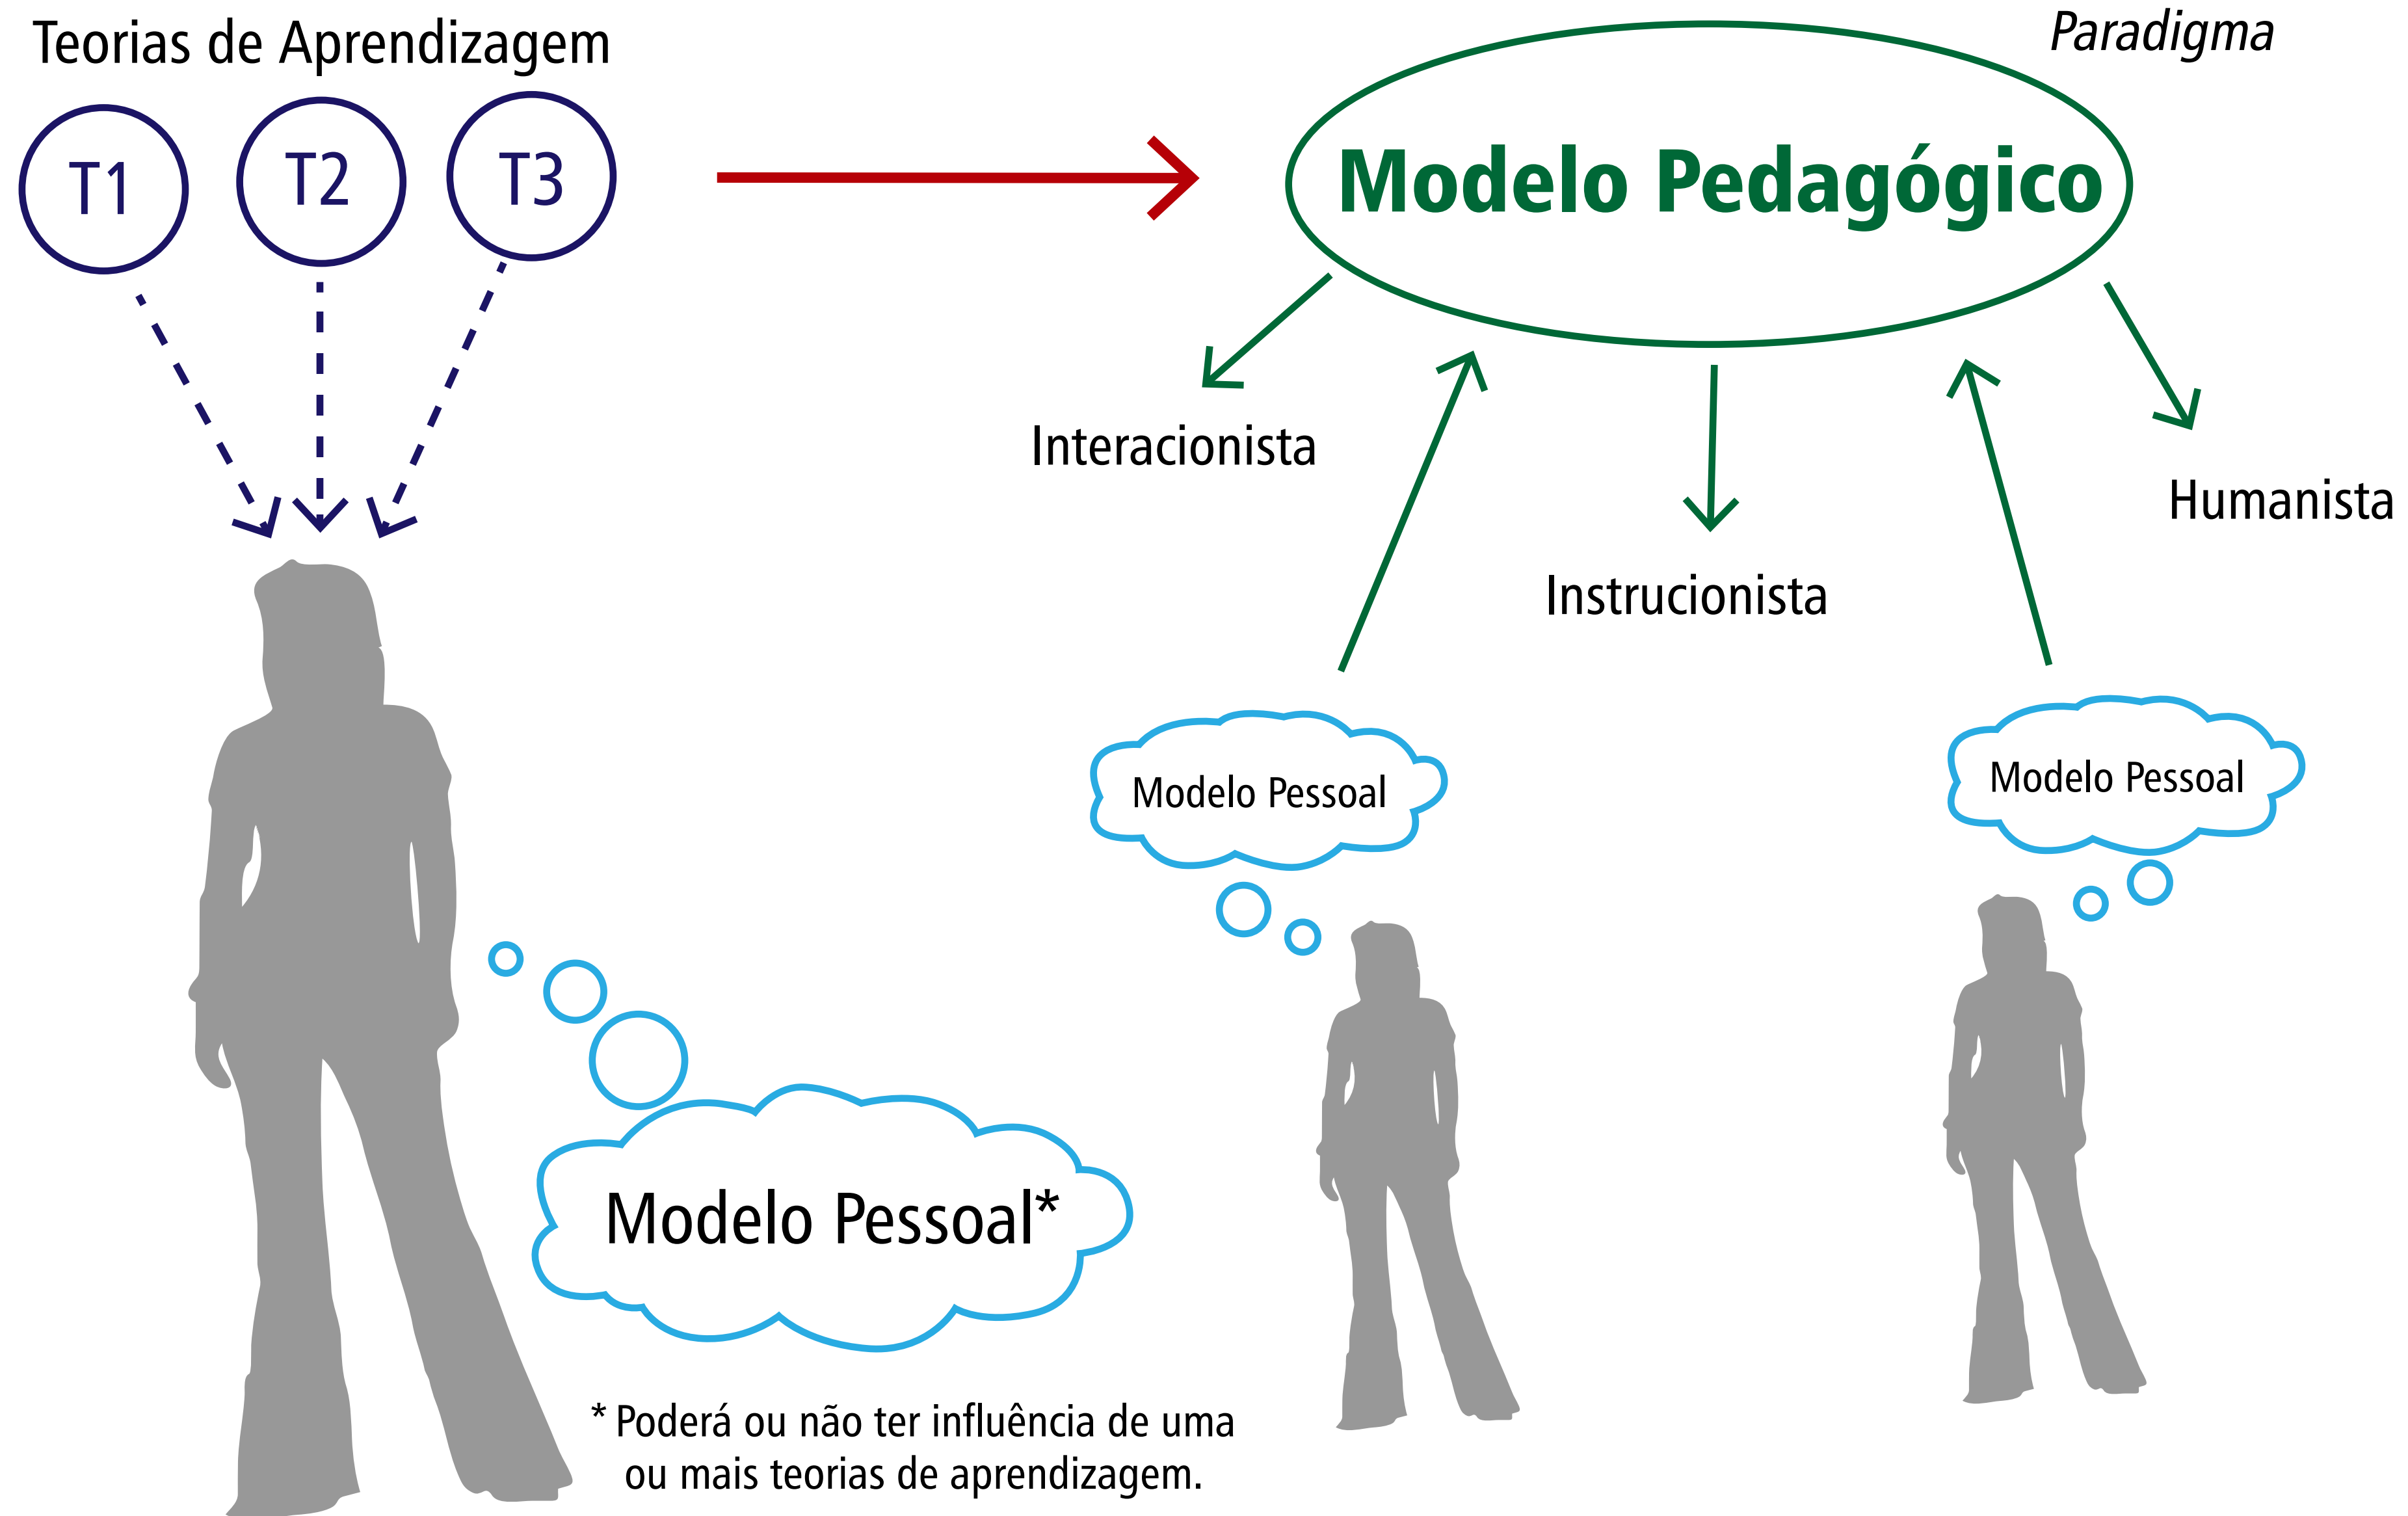 Teorias de Aprendizagem
Paradigma
T1
T2
T3
Modelo Pedagógico
Interacionista
Humanista
Instrucionista
Modelo Pessoal
Modelo Pessoal
Modelo Pessoal*
* Poderá ou não ter influência de uma
ou mais teorias de aprendizagem.